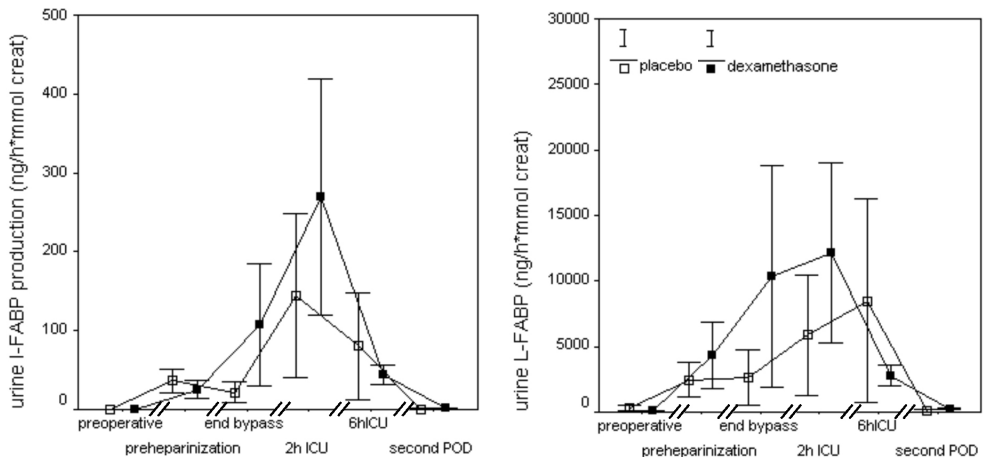 urine I-FABP production (ng/h*mmol creat)
500
400
300
200
100
0
preoperative
preheparinization
end bypass
2h ICU
6hICU
second POD
urine L-FABP (ng/h*mmol creat)
30000
25000
20000
15000
10000
5000
0
placebo
dexamethasone
preoperative
preheparinization
end bypass
2h ICU
6hICU
second POD